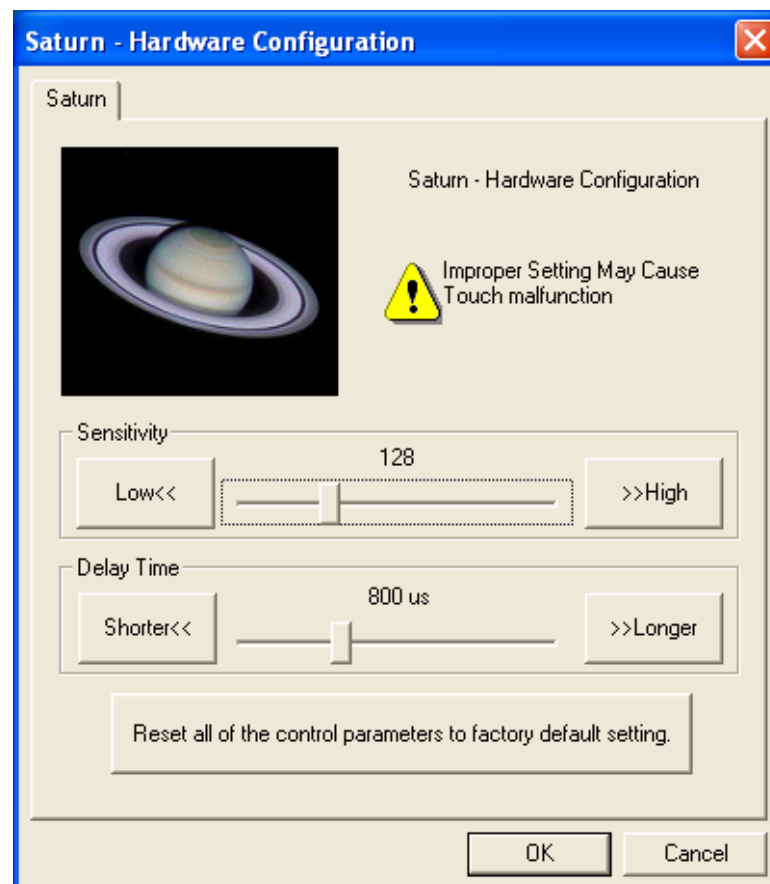 Saturn - Hardware Configuration
Saturn
Saturn - Hardware Configuration
Improper Setting May Cause
Touch malfunction
Sensitivity
128
Low<<
>>High
Delay Time
800 us
Shorter<<
>>Longer
Reset all of the control parameters to factory default setting.
OK
Cancel